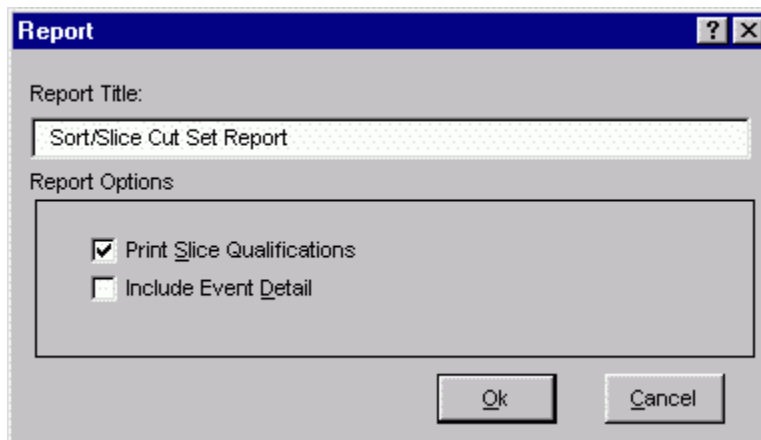 Report
Report Title:
Sort/Slice Cut Set Report
Report Options
Print Slice Qualifications
Include Event Detail
Ok Cancel